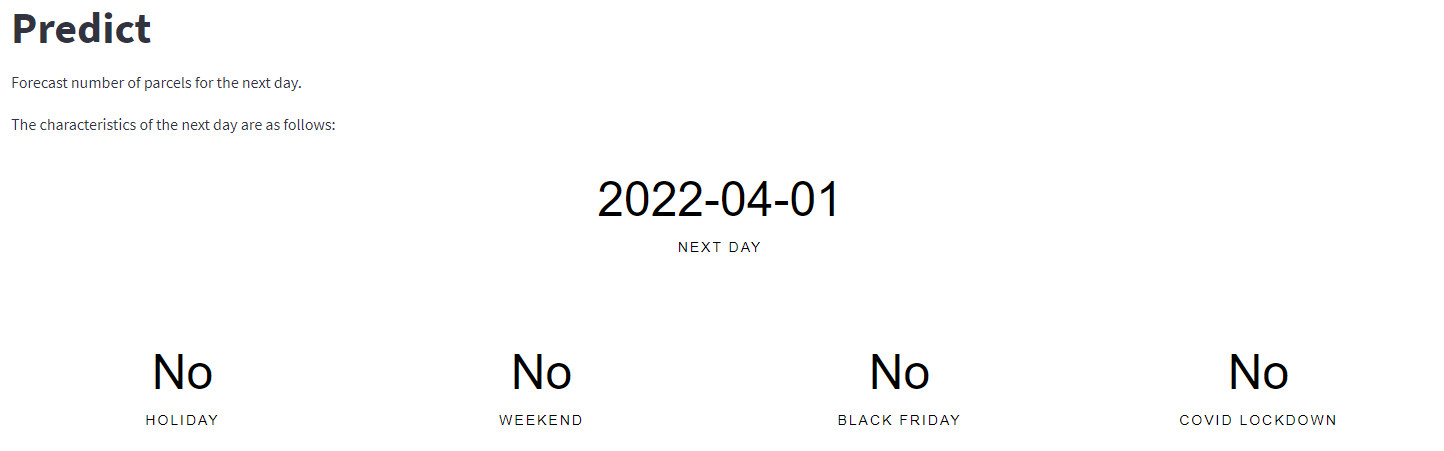 Predict
Forecast number of parcels for the next day.
The characteristics of the next day are as follows:
2022-04-01
NEXT DAY
No No No No
HOLIDAY WEEKEND BLACK FRIDAY COVID LOCKDOWN